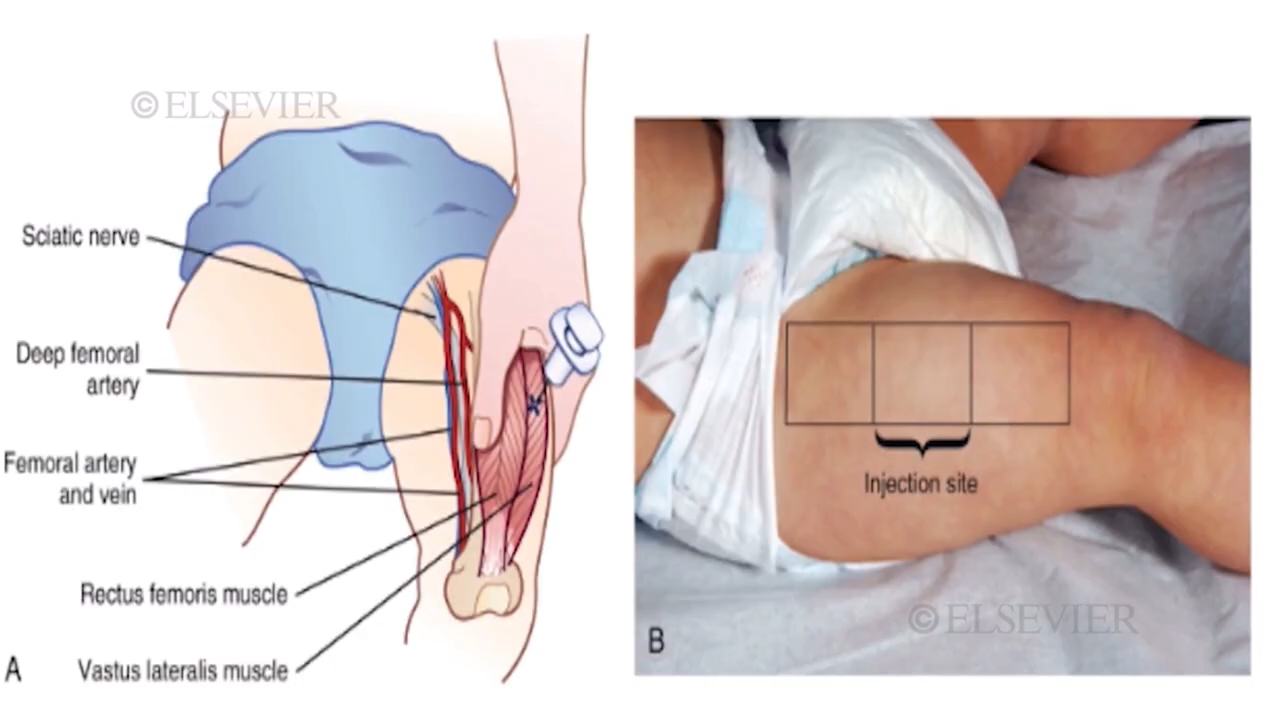 © ELSEVIER
Sciatic nerve
Deep femoral
artery
Femoral artery
and vein
Rectus femoris muscle
Vastus lateralis muscle
A
Injection site
© ELSEVIER
B